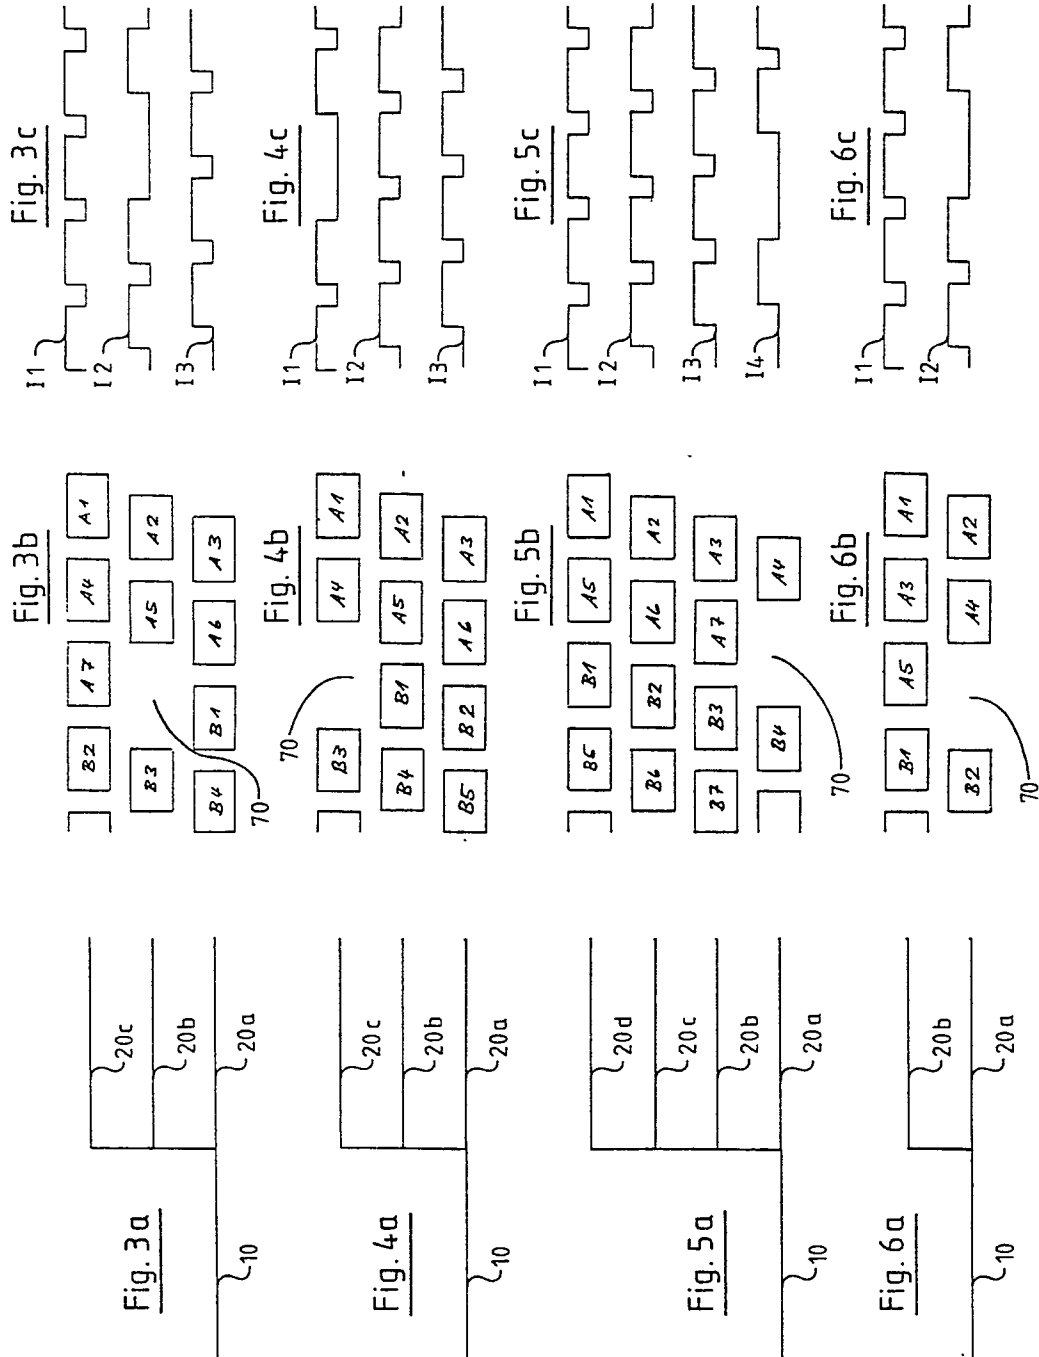 Fig. 3a
20c
20b
20a
10
Fig. 3b
B2 A7 A4 A1
B3 A5 A2
B4 B1 A6 A3
70
Fig. 3c
I1
I2
I3
Fig. 4a
20c
20b
20a
10
Fig. 4b
70
B3 A4 A1
B4 B1 A5 A2
B5 B2 A6 A3
Fig. 4c
I1
I2
I3
Fig. 5a
20d
20c
20b
20a
10
Fig. 5b
B5 B1 A5 A1
B6 B2 A6 A2
B7 B3 A7 A3
B4 A4
70
Fig. 5c
I1
I2
I3
I4
Fig. 6a
20b
20a
10
Fig. 6b
B1 A5 A3 A1
B2 A4 A2
70
Fig. 6c
I1
I2